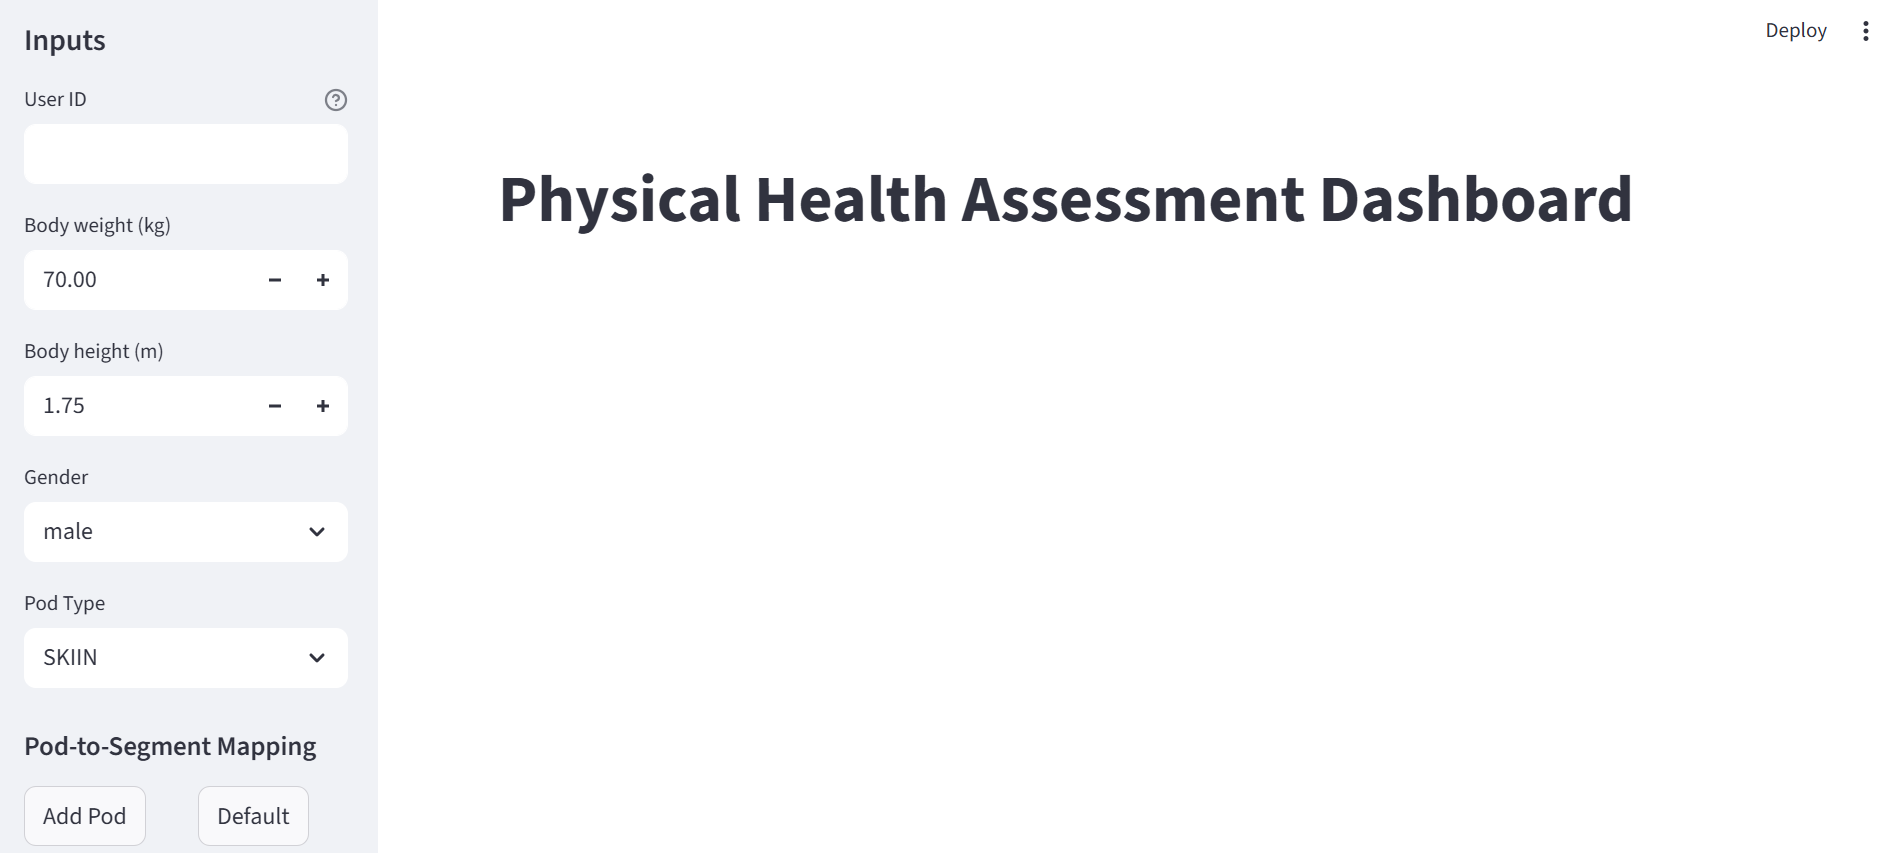 Inputs
User ID
Body weight (kg)
70.00
Body height (m)
1.75
Gender
male
Pod Type
SKIIN
Pod-to-Segment Mapping
Add Pod Default
Deploy
Physical Health Assessment Dashboard